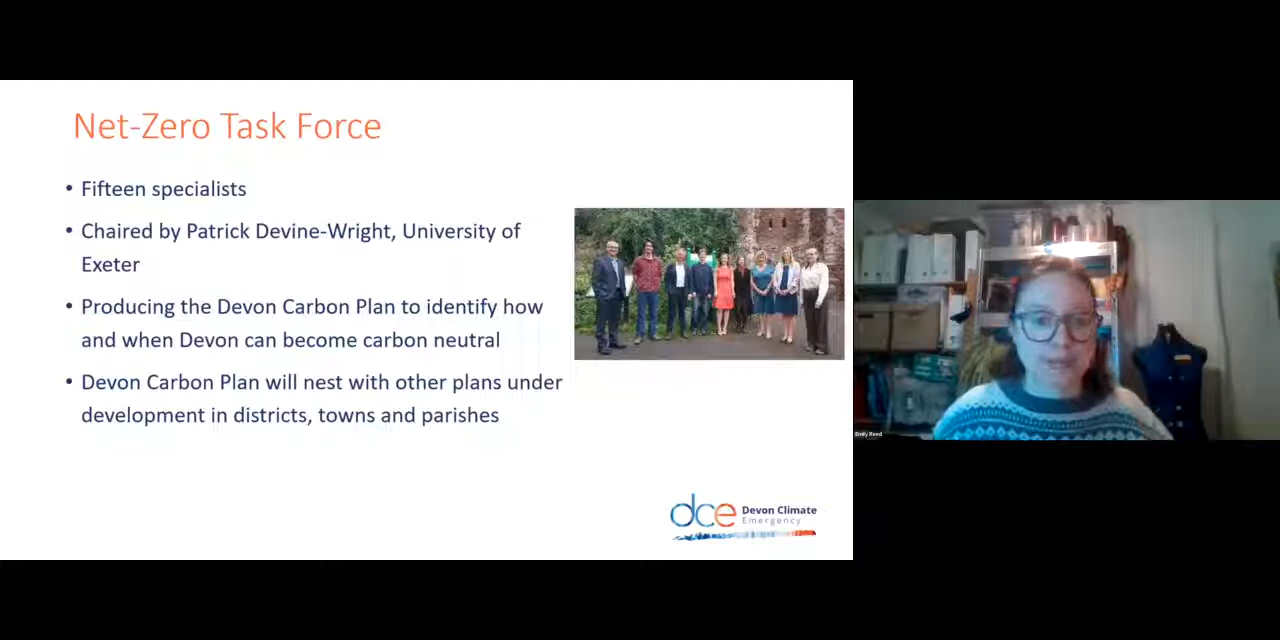 Net-Zero Task Force
• Fifteen specialists
• Chaired by Patrick Devine-Wright, University of
Exeter
• Producing the Devon Carbon Plan to identify how
and when Devon can become carbon neutral
• Devon Carbon Plan will nest with other plans under
development in districts, towns and parishes
dce Devon Climate
Emergency
Emily Reed